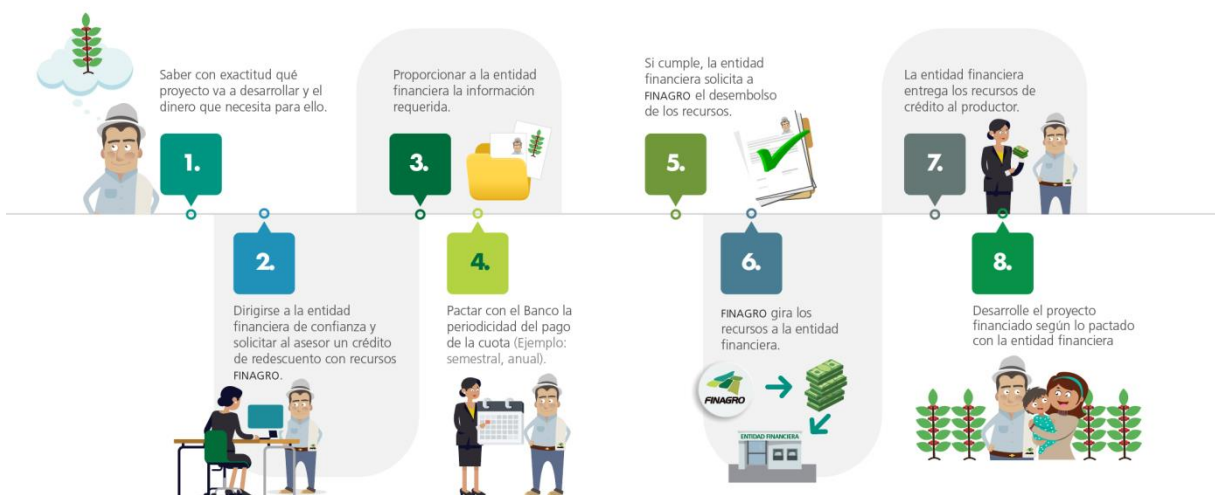 1.
Saber con exactitud qué
proyecto va a desarrollar y el
dinero que necesita para ello.
2.
Dirigirse a la entidad
financiera de confianza y
solicitar al asesor un crédito
de redescuento con recursos
FINAGRO.
3.
Proporcionar a la entidad
financiera la información
requerida.
4.
Pactar con el Banco la
periodicidad del pago
de la cuota (Ejemplo:
semestral, anual).
5.
Si cumple, la entidad
financiera solicita a
FINAGRO el desembolso
de los recursos.
6.
FINAGRO gira los
recursos a la entidad
financiera.
FINAGRO
ENTIDAD FINANCIERA
7.
La entidad financiera
entrega los recursos de
crédito al productor.
8.
Desarrolle el proyecto
financiado según lo pactado
con la entidad financiera